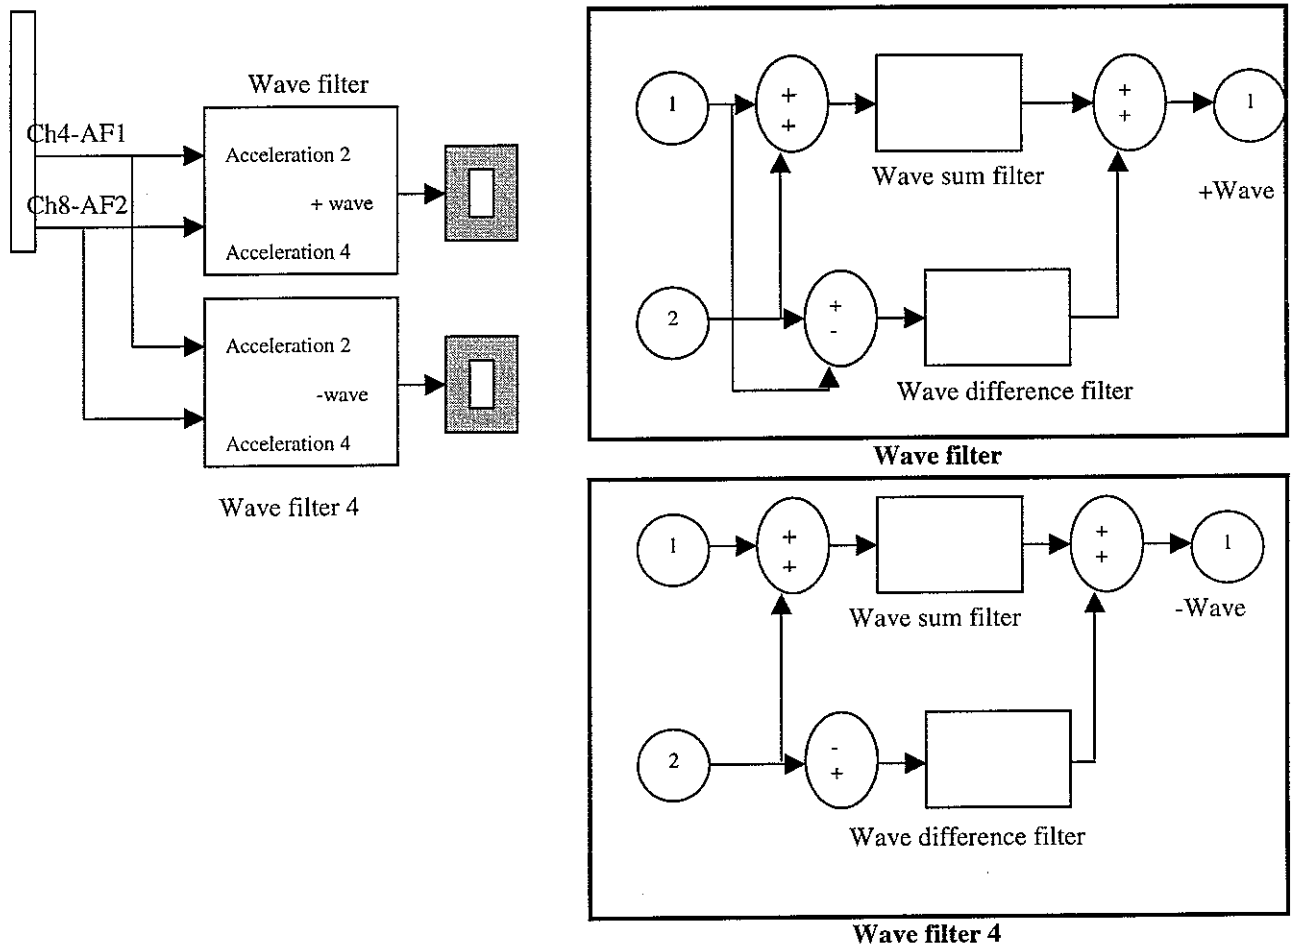 Wave filter
Ch4-AF1
Acceleration 2
+ wave
Ch8-AF2
Acceleration 4
Acceleration 2
-wave
Acceleration 4
Wave filter 4
1
+
+
Wave sum filter
+
+
1
+Wave
2
+
-
Wave difference filter
Wave filter
1
+
+
Wave sum filter
+
+
1
-Wave
2
-
+
Wave difference filter
Wave filter 4